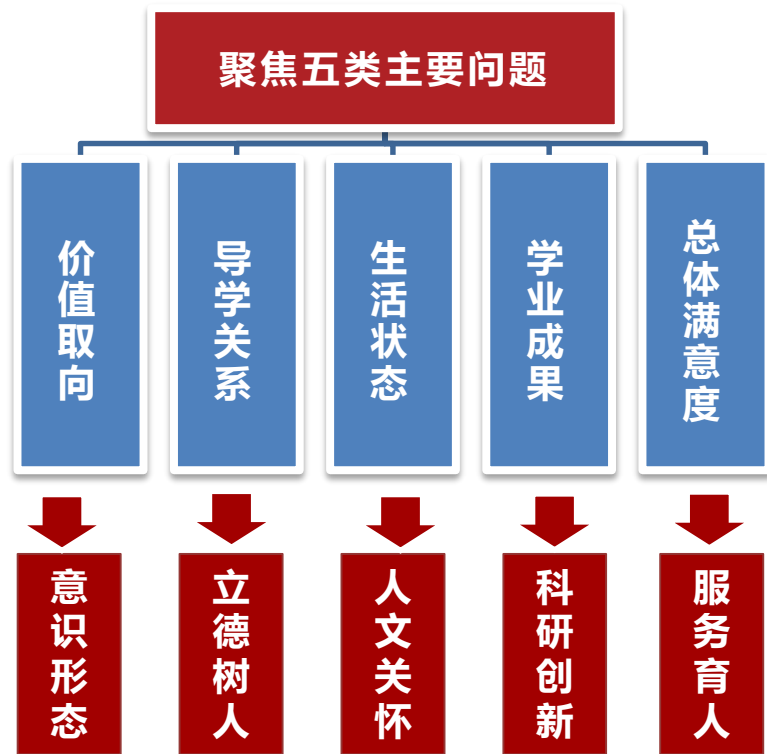 聚焦五类主要问题
价值取向
导学关系
生活状态
学业成果
总体满意度
意识形态
立德树人
人文关怀
科研创新
服务育人